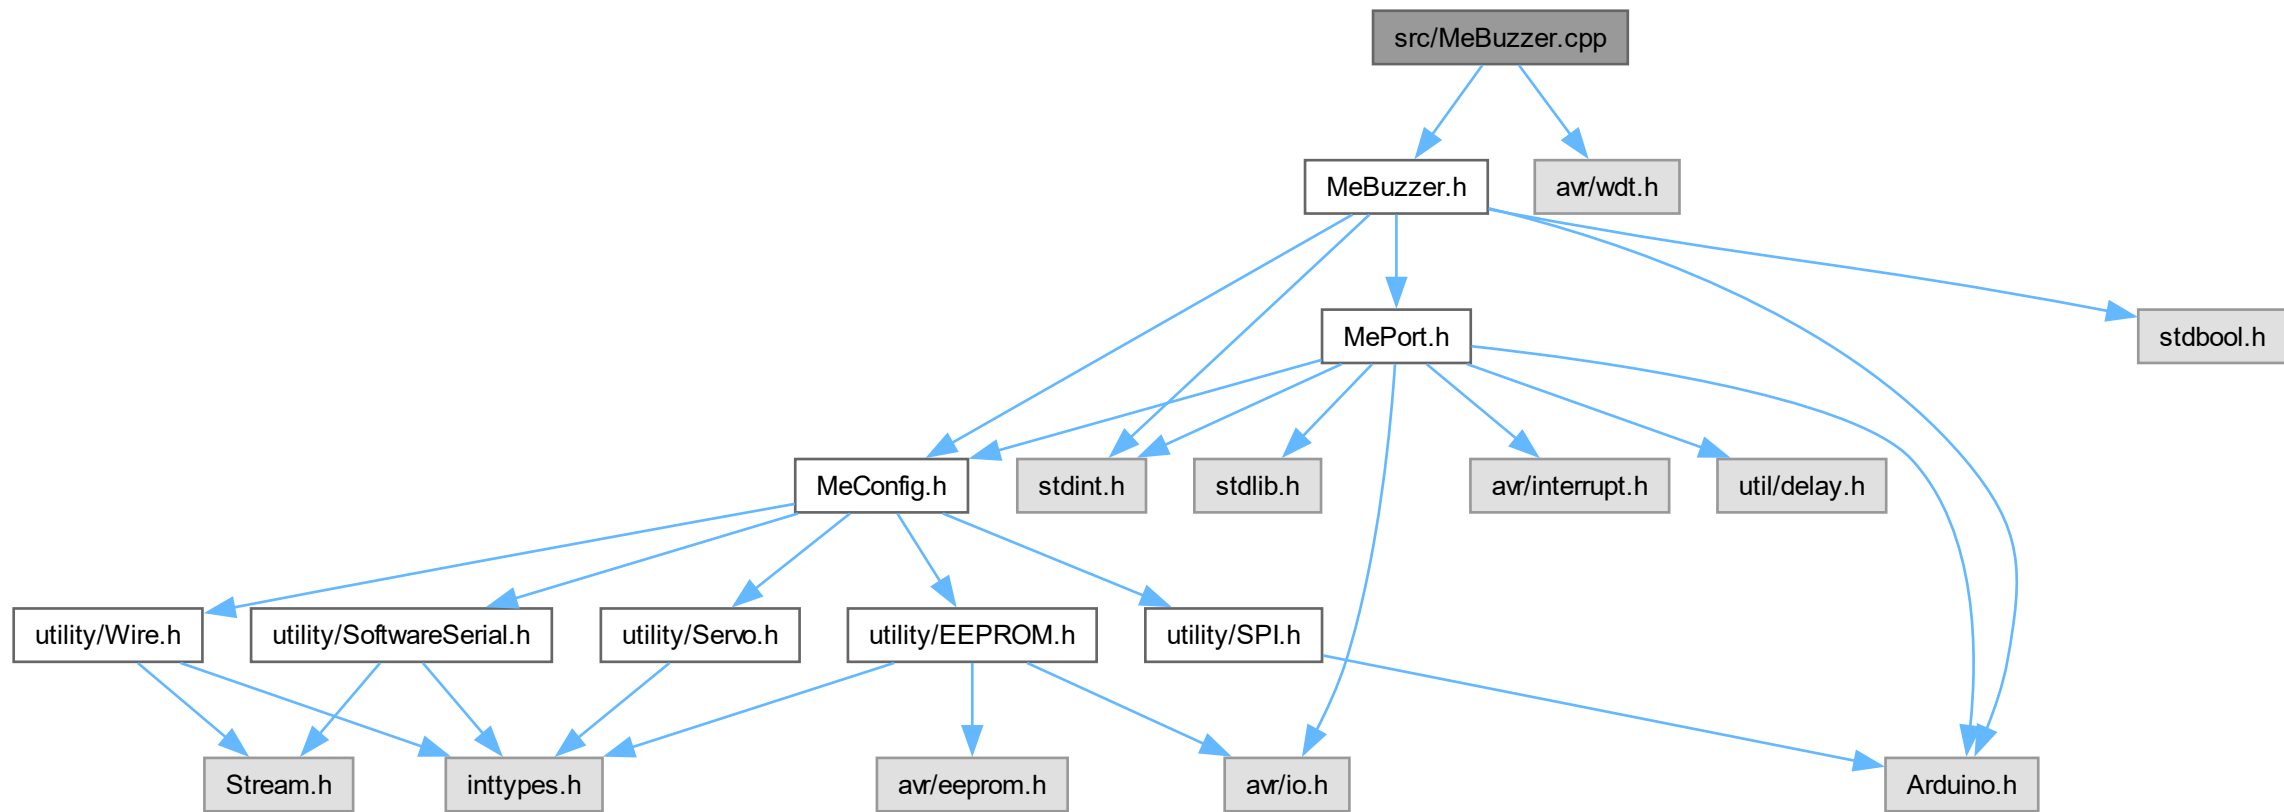 src/MeBuzzer.cpp
MeBuzzer.h
avr/wdt.h
MePort.h
stdbool.h
MeConfig.h
stdint.h
stdlib.h
avr/interrupt.h
util/delay.h
utility/Wire.h
utility/SoftwareSerial.h
utility/Servo.h
utility/EEPROM.h
utility/SPI.h
Stream.h
inttypes.h
avr/eeprom.h
avr/io.h
Arduino.h